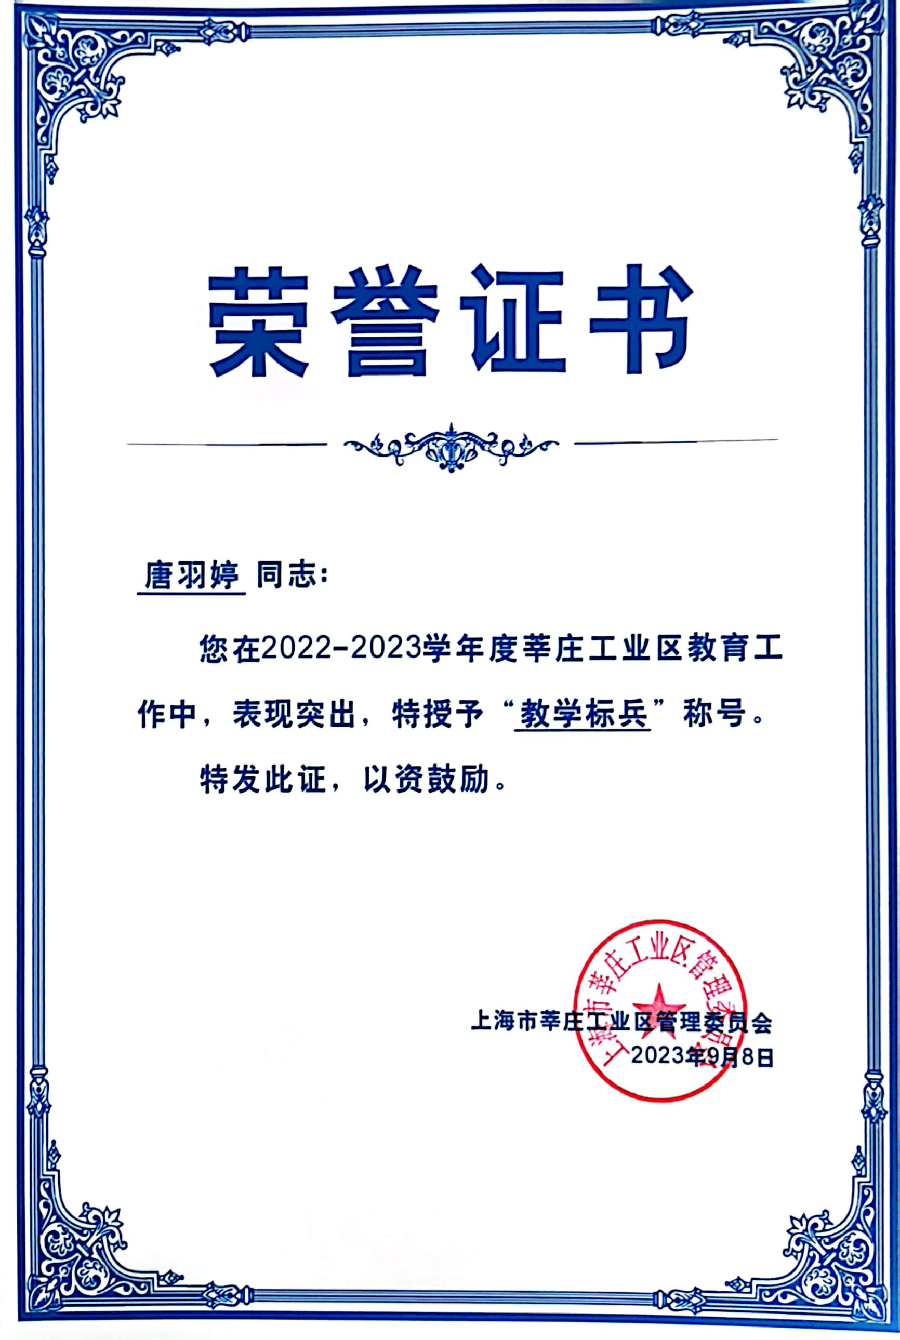 荣誉证书
唐羽婷 同志：
您在2022-2023学年度莘庄工业区教育工
作中，表现突出，特授予“教学标兵”称号。
特发此证，以资鼓励。
上海市莘庄工业区管理委员会
上海市莘庄工业区管理委员会
2023年9月8日